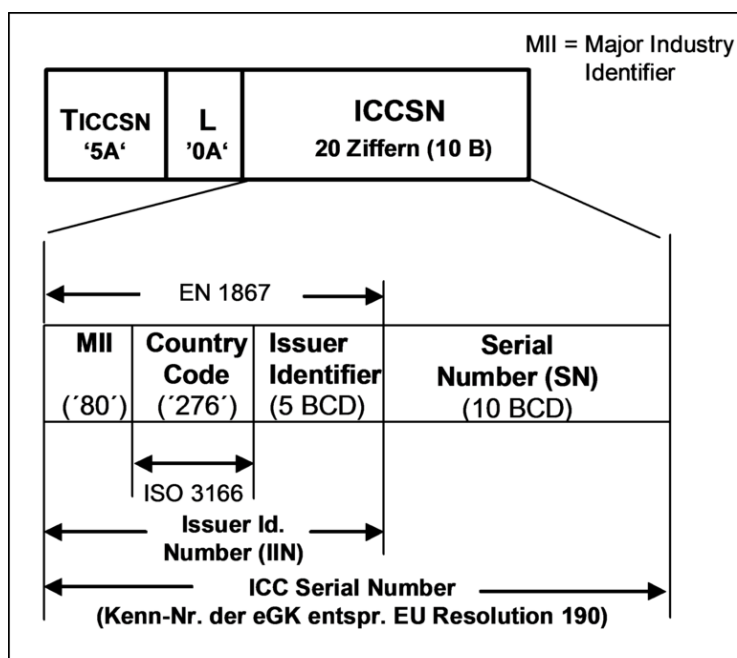 MII = Major Industry
Identifier
TICCSN
‘5A‘
L
’0A‘
ICCSN
20 Ziffern (10 B)
EN 1867
MII
(´80´)
Country
Code
(´276´)
Issuer
Identifier
(5 BCD)
Serial
Number (SN)
(10 BCD)
ISO 3166
Issuer Id.
Number (IIN)
ICC Serial Number
(Kenn-Nr. der eGK entspr. EU Resolution 190)